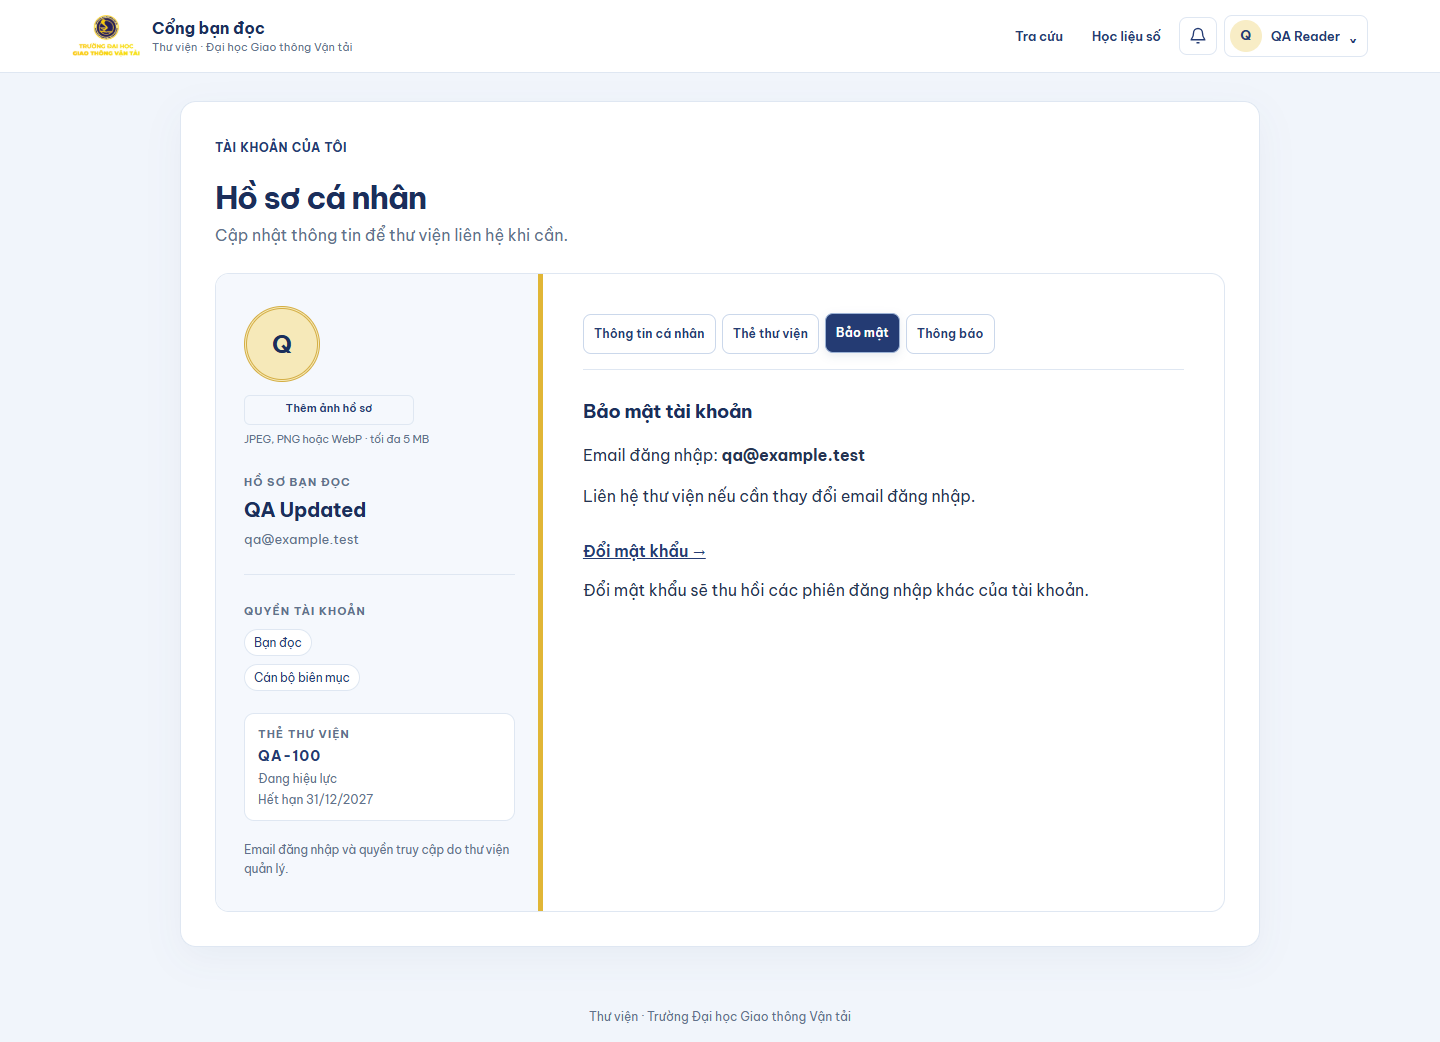 TRƯỜNG ĐẠI HỌC
GIAO THÔNG VẬN TẢI
Cổng bạn đọc
Thư viện · Đại học Giao thông Vận tải
Tra cứu
Học liệu số
Q
QA Reader
TÀI KHOẢN CỦA TÔI
Hồ sơ cá nhân
Cập nhật thông tin để thư viện liên hệ khi cần.
Q
Thêm ảnh hồ sơ
JPEG, PNG hoặc WebP · tối đa 5 MB
HỒ SƠ BẠN ĐỌC
QA Updated
qa@example.test
QUYỀN TÀI KHOẢN
Bạn đọc
Cán bộ biên mục
THẺ THƯ VIỆN
QA-100
Đang hiệu lực
Hết hạn 31/12/2027
Email đăng nhập và quyền truy cập do thư viện
quản lý.
Thông tin cá nhân
Thẻ thư viện
Bảo mật
Thông báo
Bảo mật tài khoản
Email đăng nhập: qa@example.test
Liên hệ thư viện nếu cần thay đổi email đăng nhập.
Đổi mật khẩu →
Đổi mật khẩu sẽ thu hồi các phiên đăng nhập khác của tài khoản.
Thư viện · Trường Đại học Giao thông Vận tải